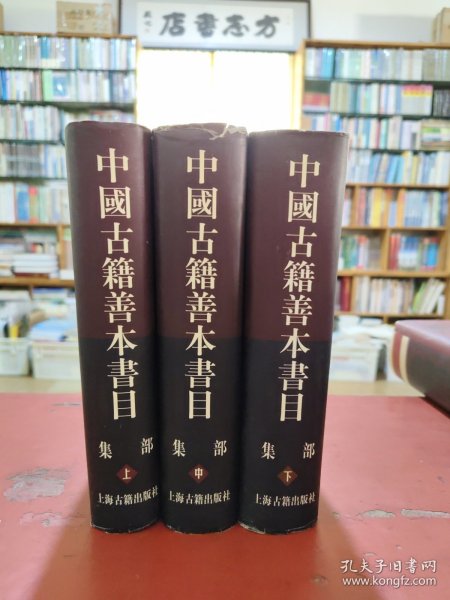 店書志方
中國古籍善本書目
集部
上
上海古籍出版社
中國古籍善本書目
集部
中
上海古籍出版社
中國古籍善本書目
集部
下
上海古籍出版社
孔夫子旧书网
www.kongfz.com